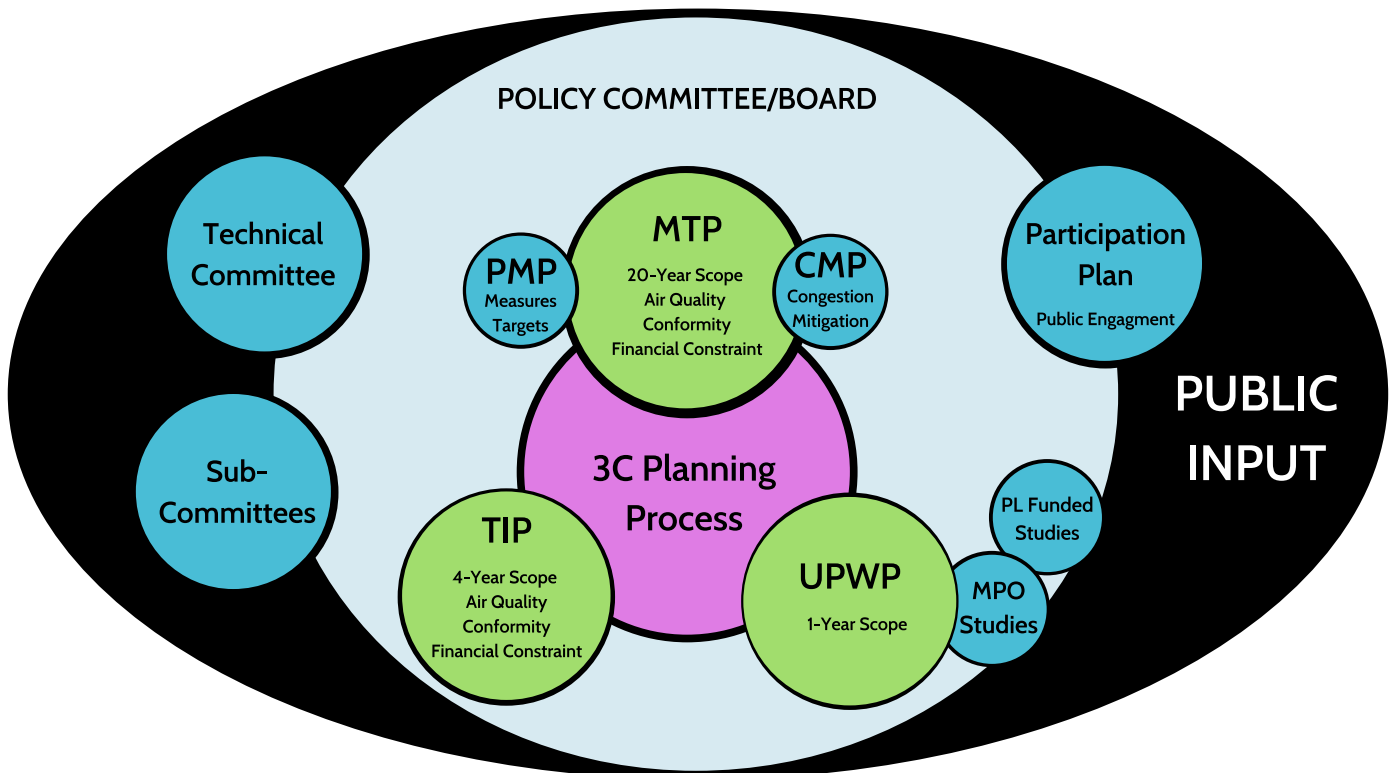 POLICY COMMITTEE/BOARD
Technical
Committee
Sub-
Committees
PMP
Measures
Targets
MTP
20-Year Scope
Air Quality
Conformity
Financial Constraint
CMP
Congestion
Mitigation
Participation
Plan
Public Engagment
PUBLIC
INPUT
3C Planning
Process
TIP
4-Year Scope
Air Quality
Conformity
Financial Constraint
UPWP
1-Year Scope
PL Funded
Studies
MPO
Studies